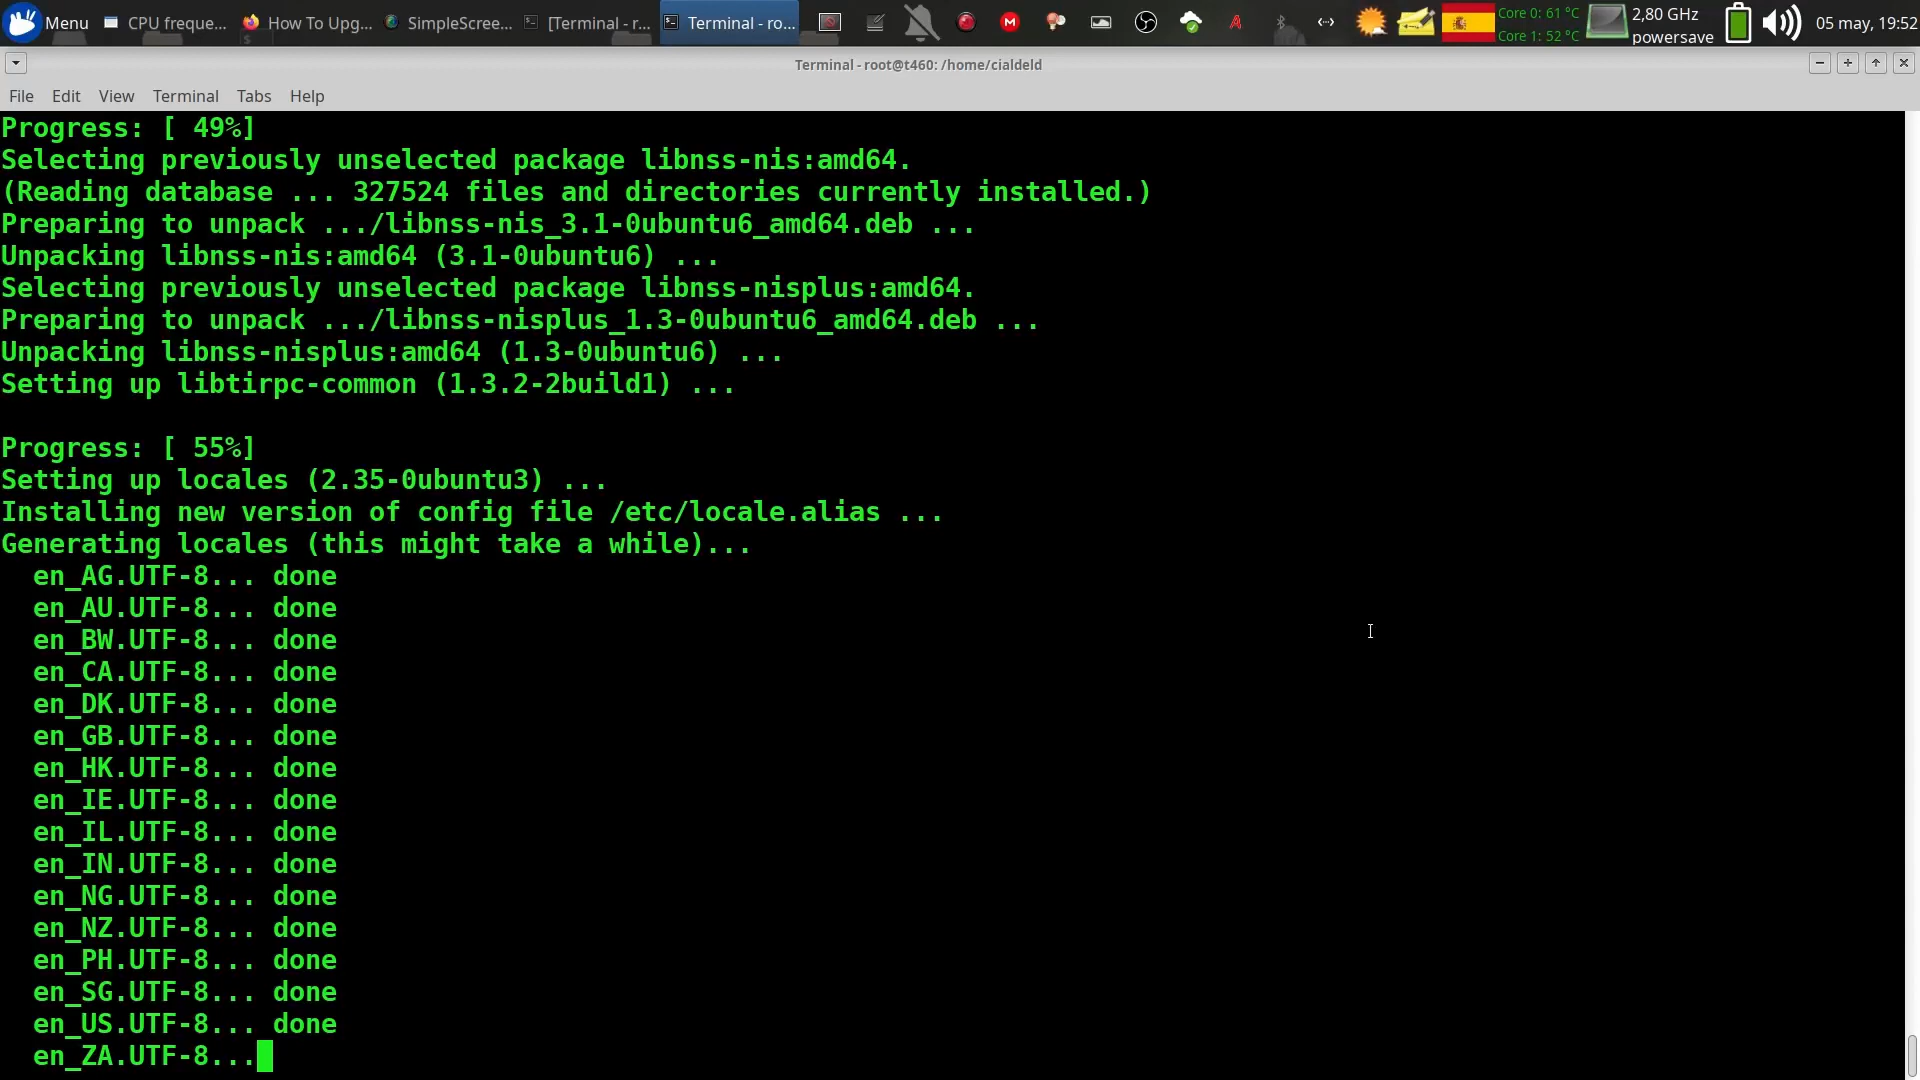 Menu CPU freque... How To Upg... SimpleScree... [Terminal - r... Terminal - ro... M A Core 0: 61 °C 2,80 GHz 05 may, 19:52
Core 1: 52 °C powersave
Terminal - root@t460: /home/cialdeld
File Edit View Terminal Tabs Help
Progress: [ 49%]
Selecting previously unselected package libnss-nis:amd64.
(Reading database ... 327524 files and directories currently installed.)
Preparing to unpack .../libnss-nis_3.1-0ubuntu6_amd64.deb ...
Unpacking libnss-nis:amd64 (3.1-0ubuntu6) ...
Selecting previously unselected package libnss-nisplus:amd64.
Preparing to unpack .../libnss-nisplus_1.3-0ubuntu6_amd64.deb ...
Unpacking libnss-nisplus:amd64 (1.3-0ubuntu6) ...
Setting up libtirpc-common (1.3.2-2build1) ...
Progress: [ 55%]
Setting up locales (2.35-0ubuntu3) ...
Installing new version of config file /etc/locale.alias ...
Generating locales (this might take a while)...
en_AG.UTF-8... done
en_AU.UTF-8... done
en_BW.UTF-8... done
en_CA.UTF-8... done
en_DK.UTF-8... done
en_GB.UTF-8... done
en_HK.UTF-8... done
en_IE.UTF-8... done
en_IL.UTF-8... done
en_IN.UTF-8... done
en_NG.UTF-8... done
en_NZ.UTF-8... done
en_PH.UTF-8... done
en_SG.UTF-8... done
en_US.UTF-8... done
en_ZA.UTF-8...